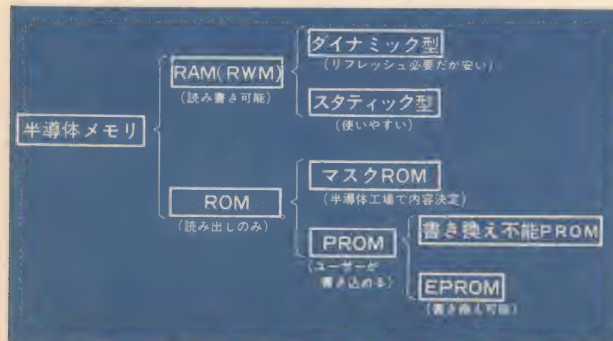 半導体メモリ
RAM(RWM)
(読み書き可能)
ダイナミック型
(リフレッシュ必要だが安い)
スタティック型
(使いやすい)
ROM
(読み出しのみ)
マスクROM
(半導体工場で内容決定)
PROM
(ユーザーが
書き込める)
書き換え不能PROM
EPROM
(書き換え可能)